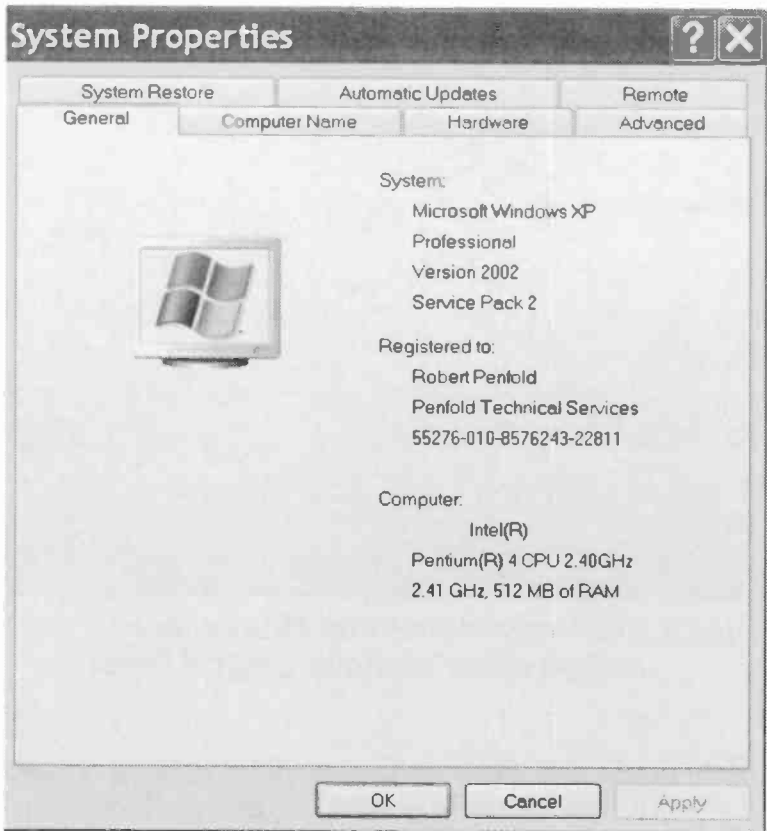 System Properties
System Restore Automatic Updates Remote
General Computer Name Hardware Advanced
System:
Microsoft Windows XP
Professional
Version 2002
Service Pack 2
Registered to:
Robert Penfold
Penfold Technical Services
55276-010-8576243-22811
Computer:
Intel(R)
Pentium(R) 4 CPU 2.40GHz
2.41 GHz, 512 MB of RAM
OK Cancel Apply